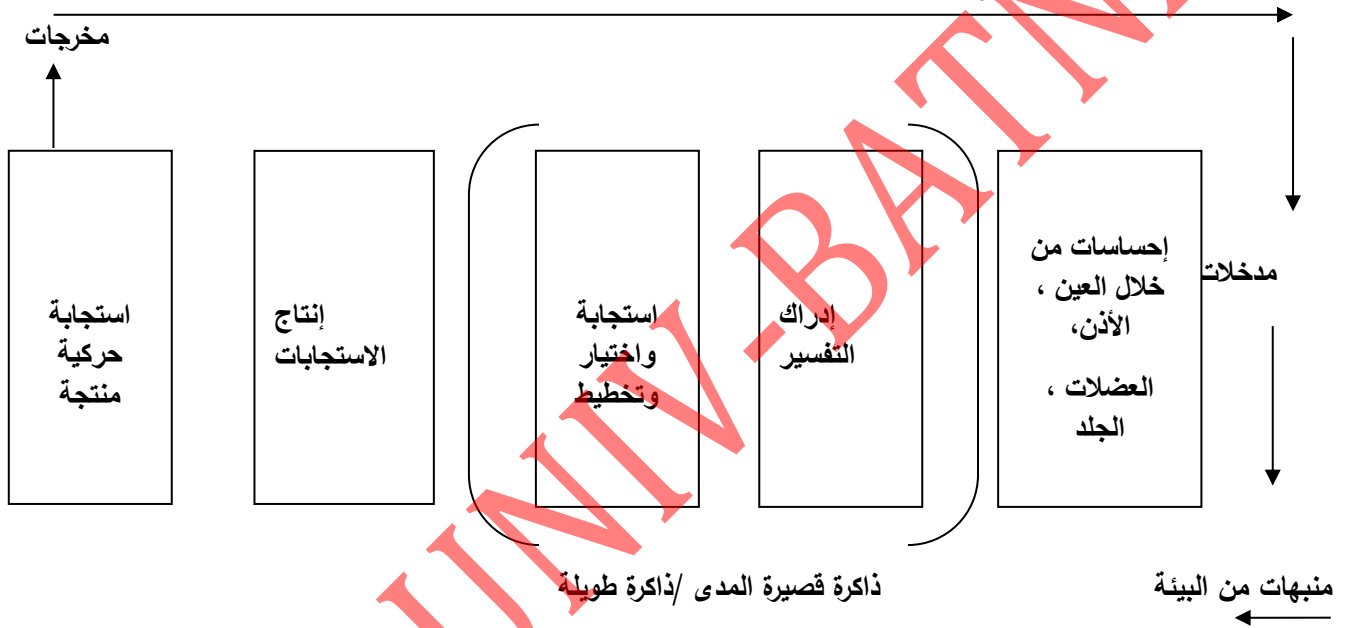 مخرجات
إحساسات من
خلال العين ،
الأذن،
العضلات ،
الجلد
مدخلات
إدراك
التفسير
استجابة
واختيار
وتخطيط
إنتاج
الاستجابات
استجابة
حركية
منتجة
منبهات من البيئة
ذاكرة قصيرة المدى /ذاكرة طويلة
UNIV-BATNA